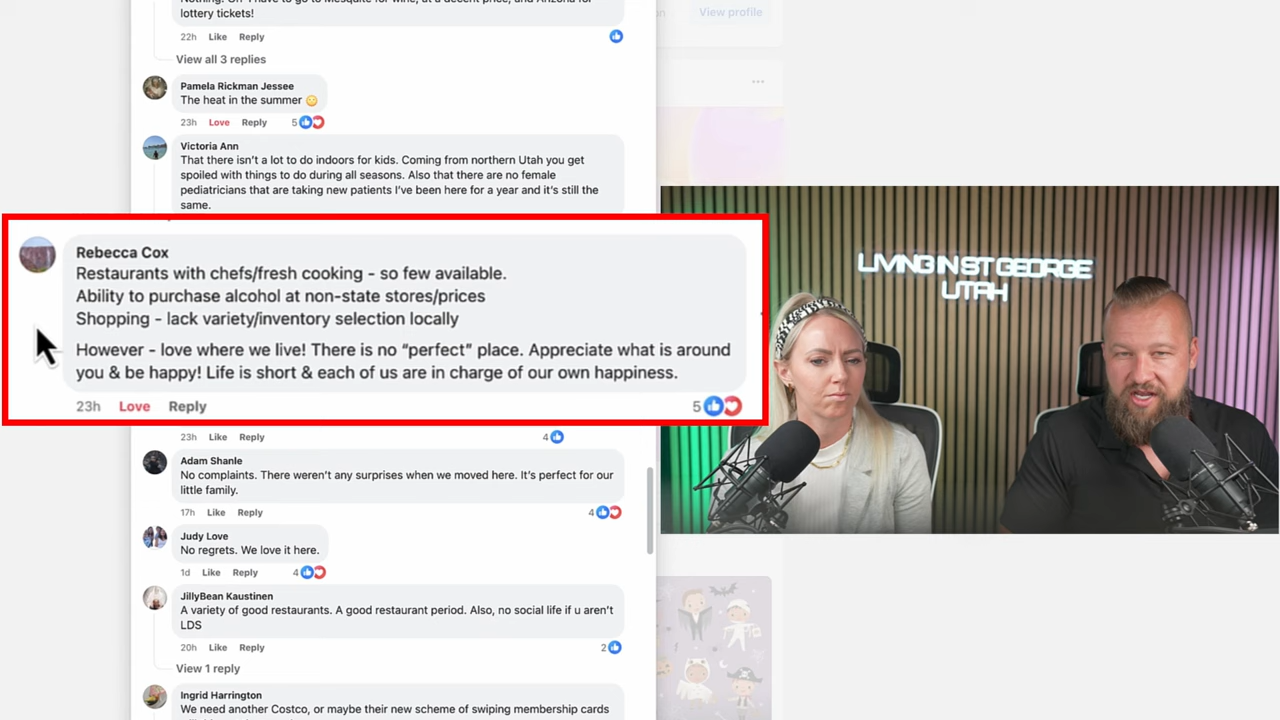 Nothing! Uh I have to go to Mesquite for wine, at a decent price, and Arizona for
lottery tickets!
22h Like Reply
View all 3 replies
View profile
Pamela Rickman Jessee
The heat in the summer
23h Love Reply 5
Victoria Ann
That there isn't a lot to do indoors for kids. Coming from northern Utah you get
spoiled with things to do during all seasons. Also that there are no female
pediatricians that are taking new patients I've been here for a year and it's still the
same.
Rebecca Cox
Restaurants with chefs/fresh cooking - so few available.
Ability to purchase alcohol at non-state stores/prices
Shopping - lack variety/inventory selection locally
However - love where we live! There is no “perfect” place. Appreciate what is around
you & be happy! Life is short & each of us are in charge of our own happiness.
23h Love Reply 5
23h Like Reply 4
Adam Shanle
No complaints. There weren't any surprises when we moved here. It's perfect for our
little family.
17h Like Reply 4
Judy Love
No regrets. We love it here.
1d Like Reply 4
JillyBean Kaustinen
A variety of good restaurants. A good restaurant period. Also, no social life if u aren't
LDS
20h Like Reply 2
View 1 reply
Ingrid Harrington
We need another Costco, or maybe their new scheme of swiping membership cards
LIVING IN ST GEORGE
UTAH